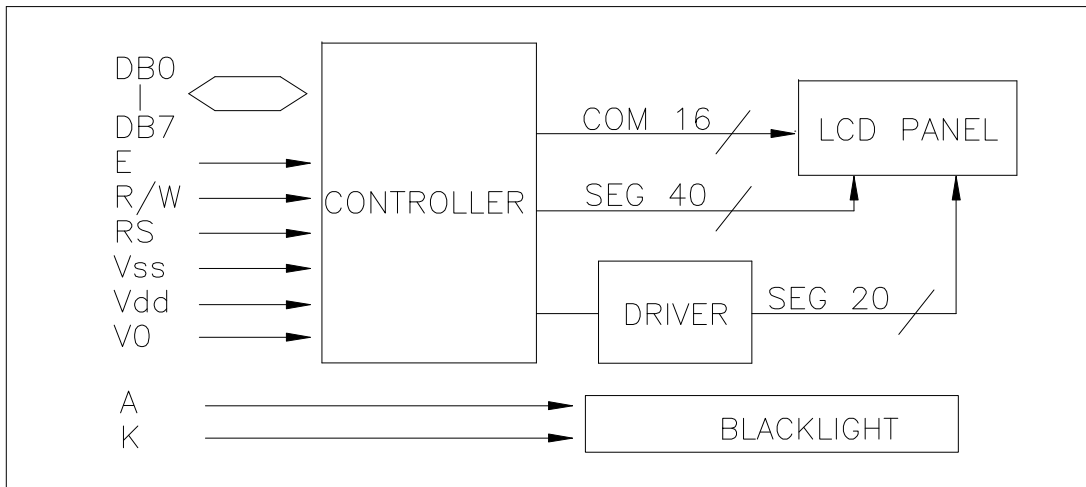 DB0
|
DB7
E
R/W
RS
Vss
Vdd
V0
A
K
CONTROLLER
COM 16
SEG 40
DRIVER
SEG 20
LCD PANEL
BLACKLIGHT